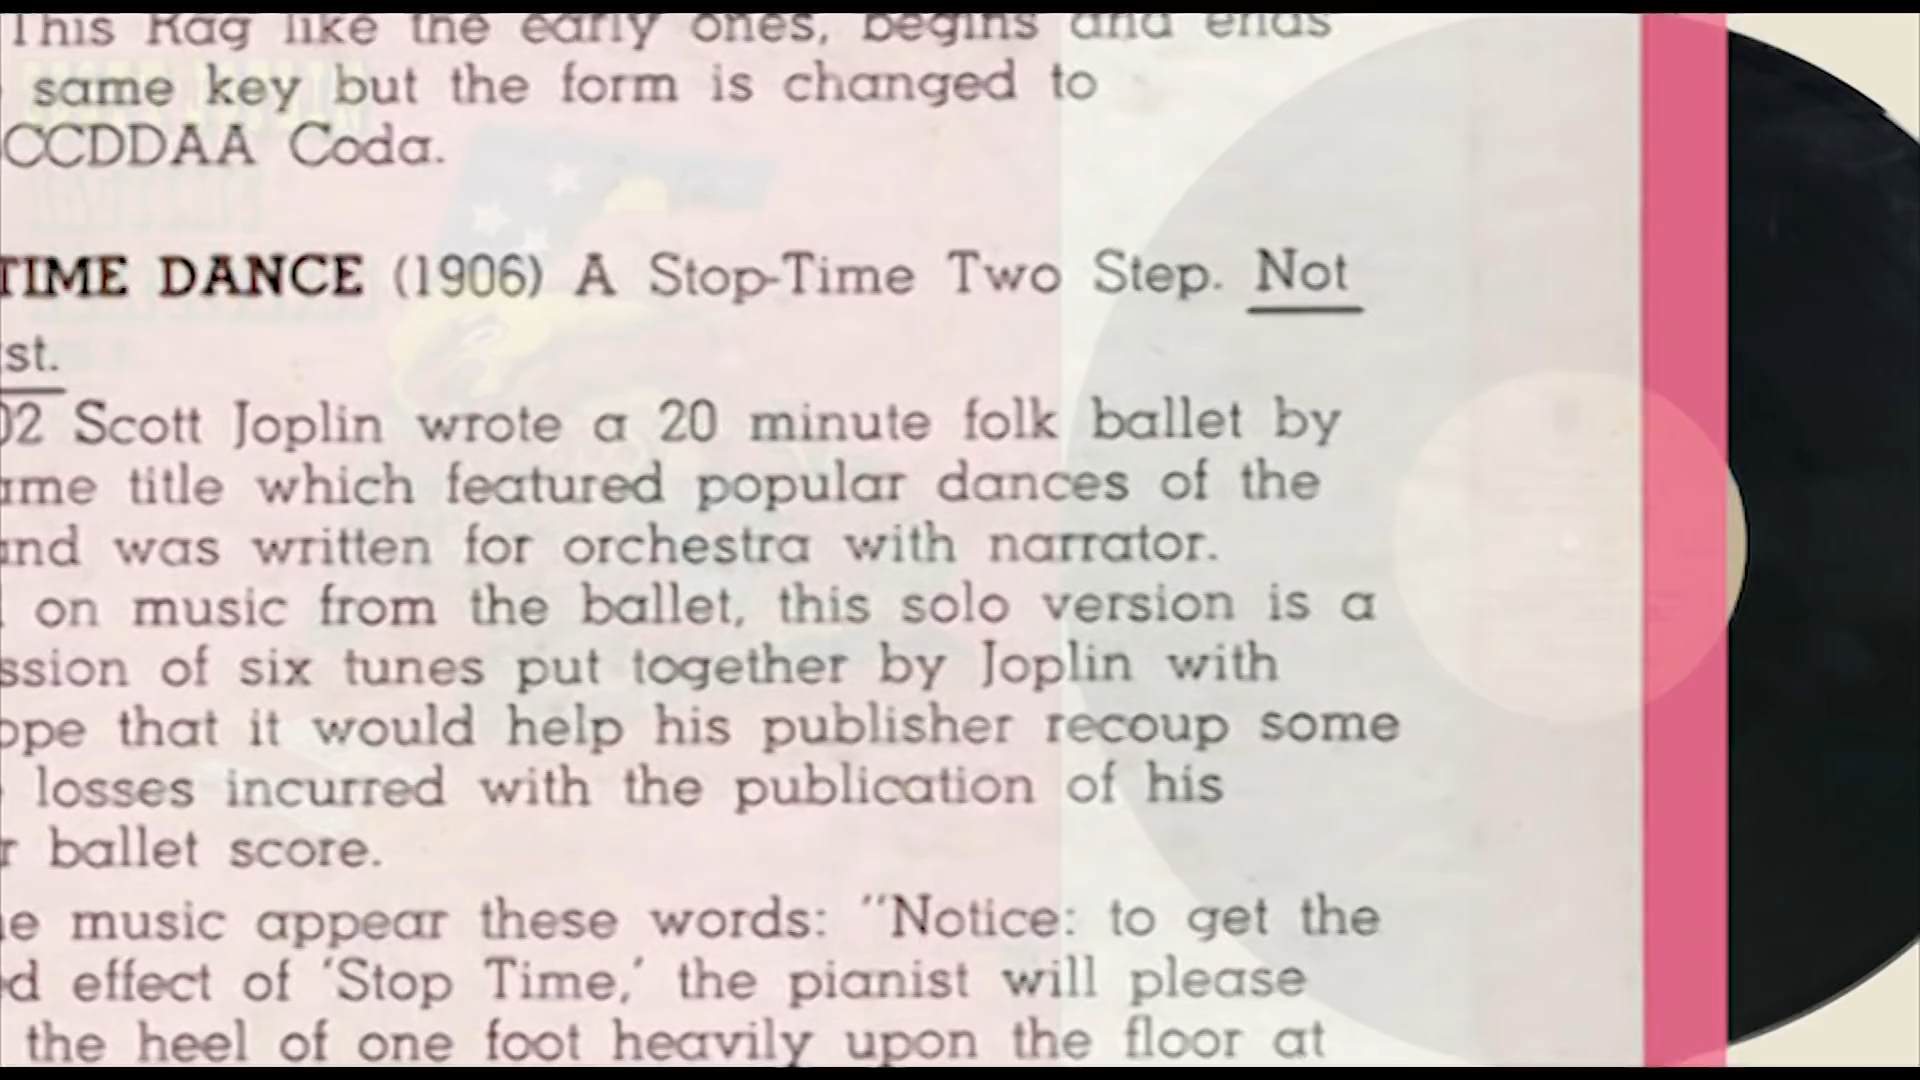 This Rag like the early ones, begins and ends
same key but the form is changed to
CCDDAA Coda.
TIME DANCE (1906) A Stop-Time Two Step. Not
st.
02 Scott Joplin wrote a 20 minute folk ballet by
ame title which featured popular dances of the
and was written for orchestra with narrator.
on music from the ballet, this solo version is a
ssion of six tunes put together by Joplin with
ope that it would help his publisher recoup some
losses incurred with the publication of his
r ballet score.
e music appear these words: "Notice: to get the
ed effect of 'Stop Time,' the pianist will please
the heel of one foot heavily upon the floor at